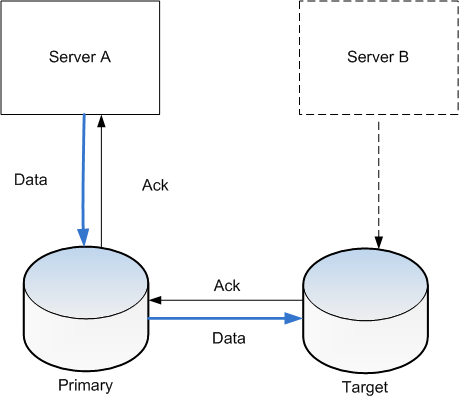 Server A
Server B
Data
Ack
Ack
Data
Primary
Target